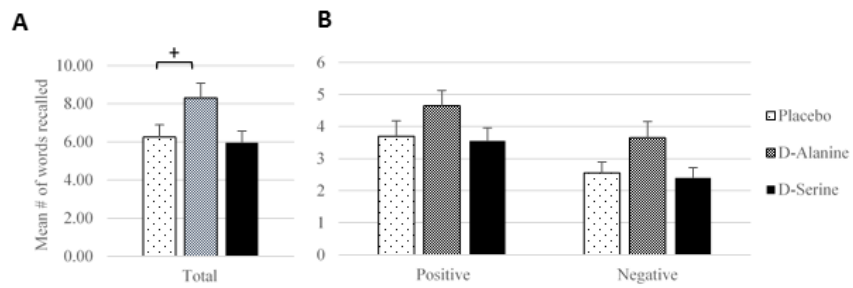 A
B
+
Mean # of words recalled
10.00
8.00
6.00
4.00
2.00
0.00
Total
6
5
4
3
2
1
0
Positive
Negative
Placebo
D-Alanine
D-Serine